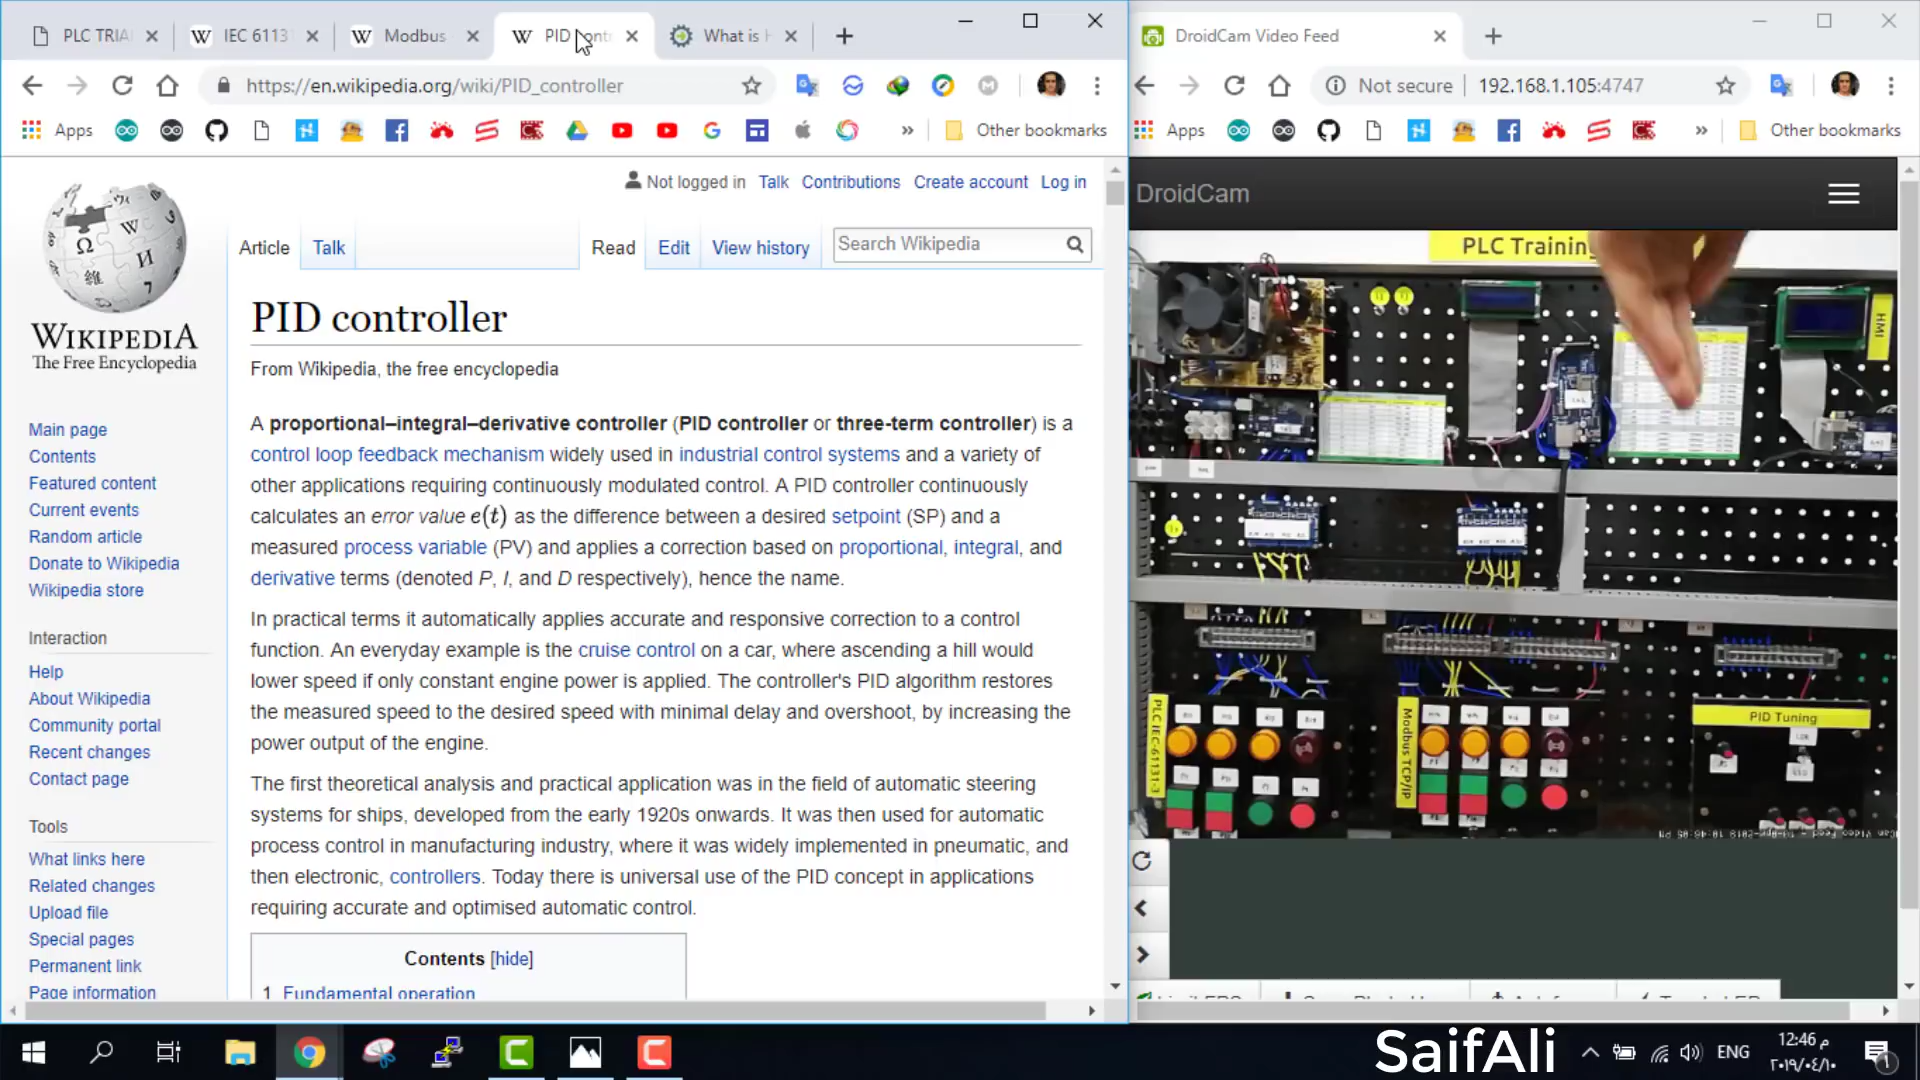 PLC TRIA
IEC 6113
Modbus
PID contr
What is H
https://en.wikipedia.org/wiki/PID_controller
Apps
Other bookmarks
Not logged in Talk Contributions Create account Log in
Article Talk Read Edit View history Search Wikipedia
WIKIPEDIA
The Free Encyclopedia
Main page
Contents
Featured content
Current events
Random article
Donate to Wikipedia
Wikipedia store
Interaction
Help
About Wikipedia
Community portal
Recent changes
Contact page
Tools
What links here
Related changes
Upload file
Special pages
Permanent link
Page information
PID controller
From Wikipedia, the free encyclopedia
A proportional–integral–derivative controller (PID controller or three-term controller) is a
control loop feedback mechanism widely used in industrial control systems and a variety of
other applications requiring continuously modulated control. A PID controller continuously
calculates an error value e(t) as the difference between a desired setpoint (SP) and a
measured process variable (PV) and applies a correction based on proportional, integral, and
derivative terms (denoted P, I, and D respectively), hence the name.
In practical terms it automatically applies accurate and responsive correction to a control
function. An everyday example is the cruise control on a car, where ascending a hill would
lower speed if only constant engine power is applied. The controller's PID algorithm restores
the measured speed to the desired speed with minimal delay and overshoot, by increasing the
power output of the engine.
The first theoretical analysis and practical application was in the field of automatic steering
systems for ships, developed from the early 1920s onwards. It was then used for automatic
process control in manufacturing industry, where it was widely implemented in pneumatic, and
then electronic, controllers. Today there is universal use of the PID concept in applications
requiring accurate and optimised automatic control.
Contents [hide]
1 Fundamental operation
DroidCam Video Feed
Not secure 192.168.1.105:4747
Apps
Other bookmarks
DroidCam
PLC Training
HMI
PLC IEC-61131-3
Modbus TCP/IP
PID Tuning
SaifAli
ENG
12:46 م
٢٠١٩/٠٤/١٠